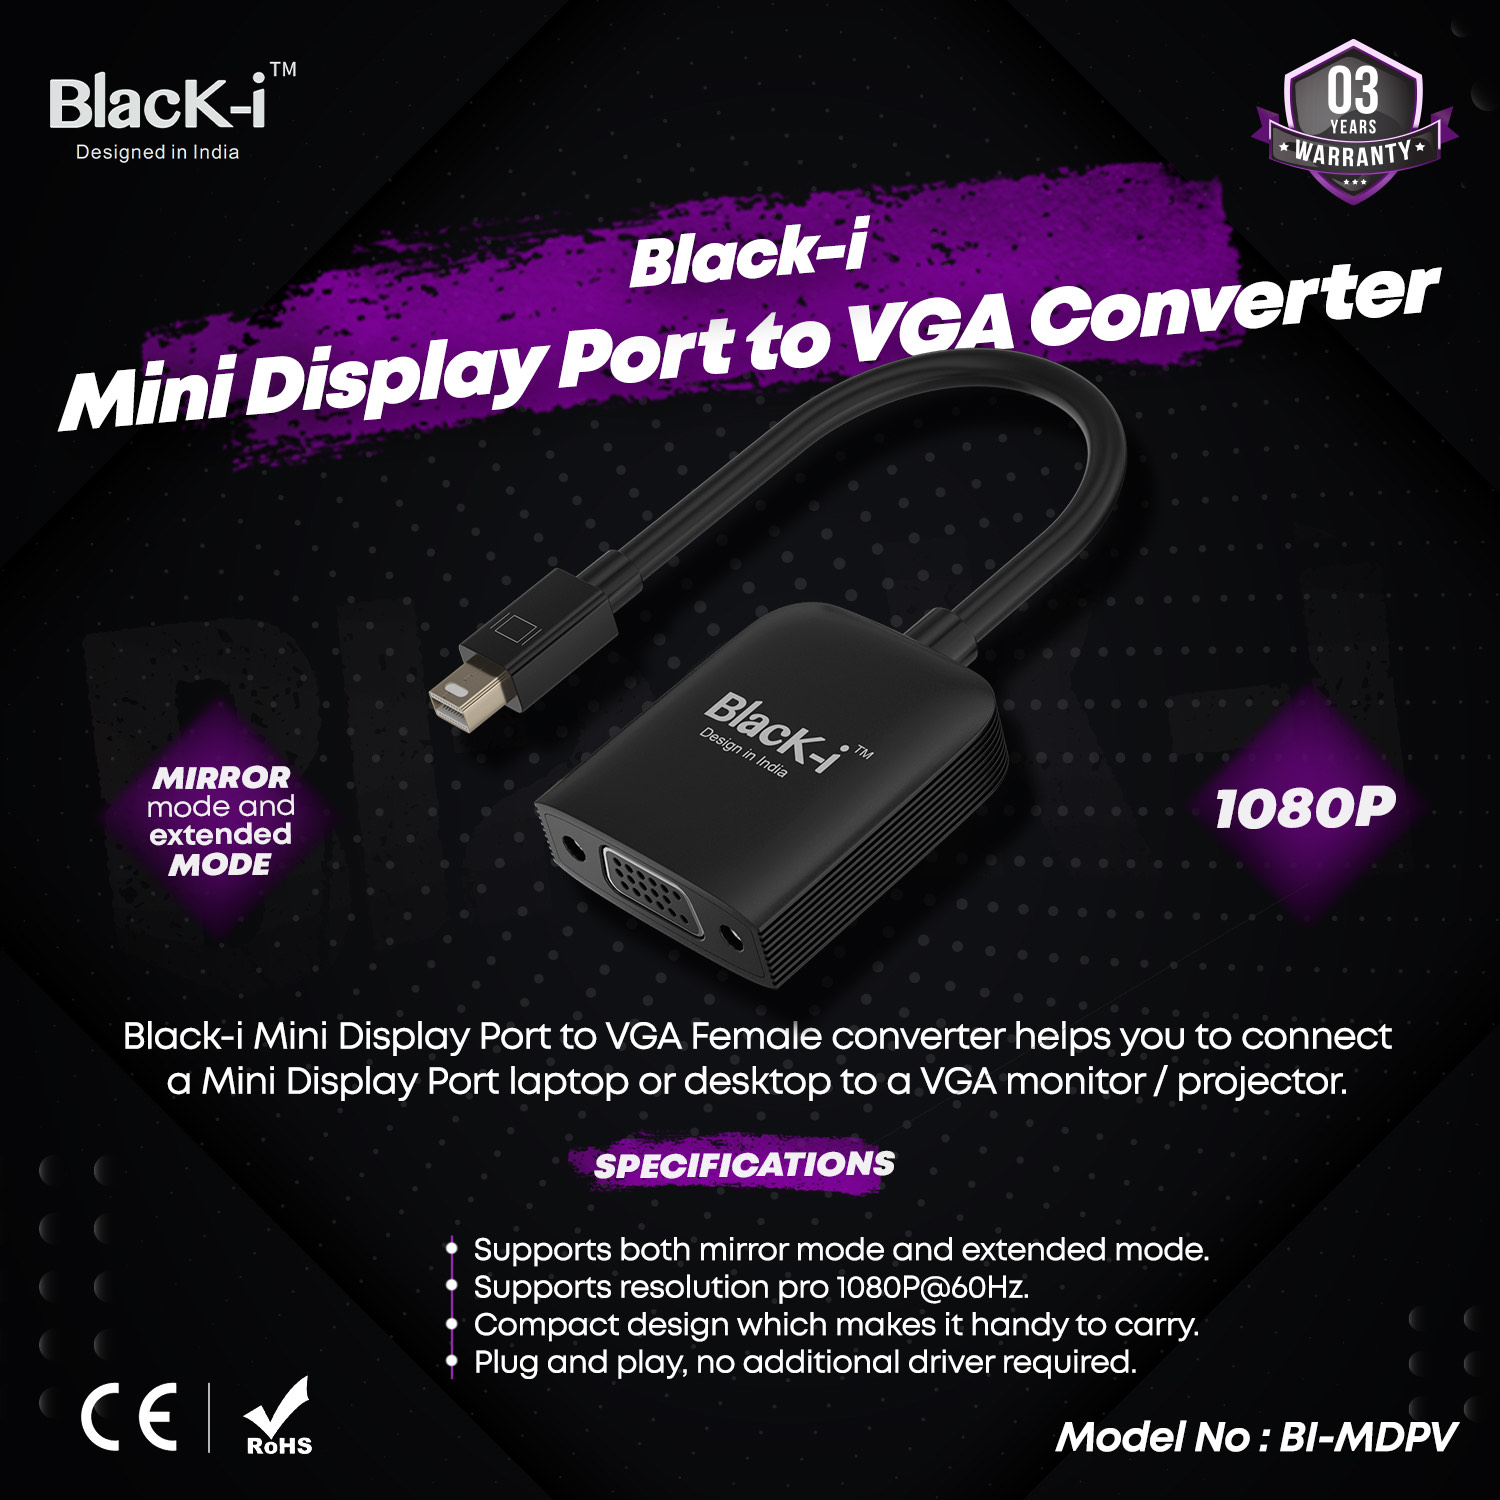 BlacK-i™
Designed in India
03
YEARS
WARRANTY
Black-i
Mini Display Port to VGA Converter
BlacK-i™
Design in India
MIRROR
mode and
extended
MODE
1080P
Black-i Mini Display Port to VGA Female converter helps you to connect
a Mini Display Port laptop or desktop to a VGA monitor / projector.
SPECIFICATIONS
Supports both mirror mode and extended mode.
Supports resolution pro 1080P@60Hz.
Compact design which makes it handy to carry.
Plug and play, no additional driver required.
CE
RoHS
Model No : BI-MDPV